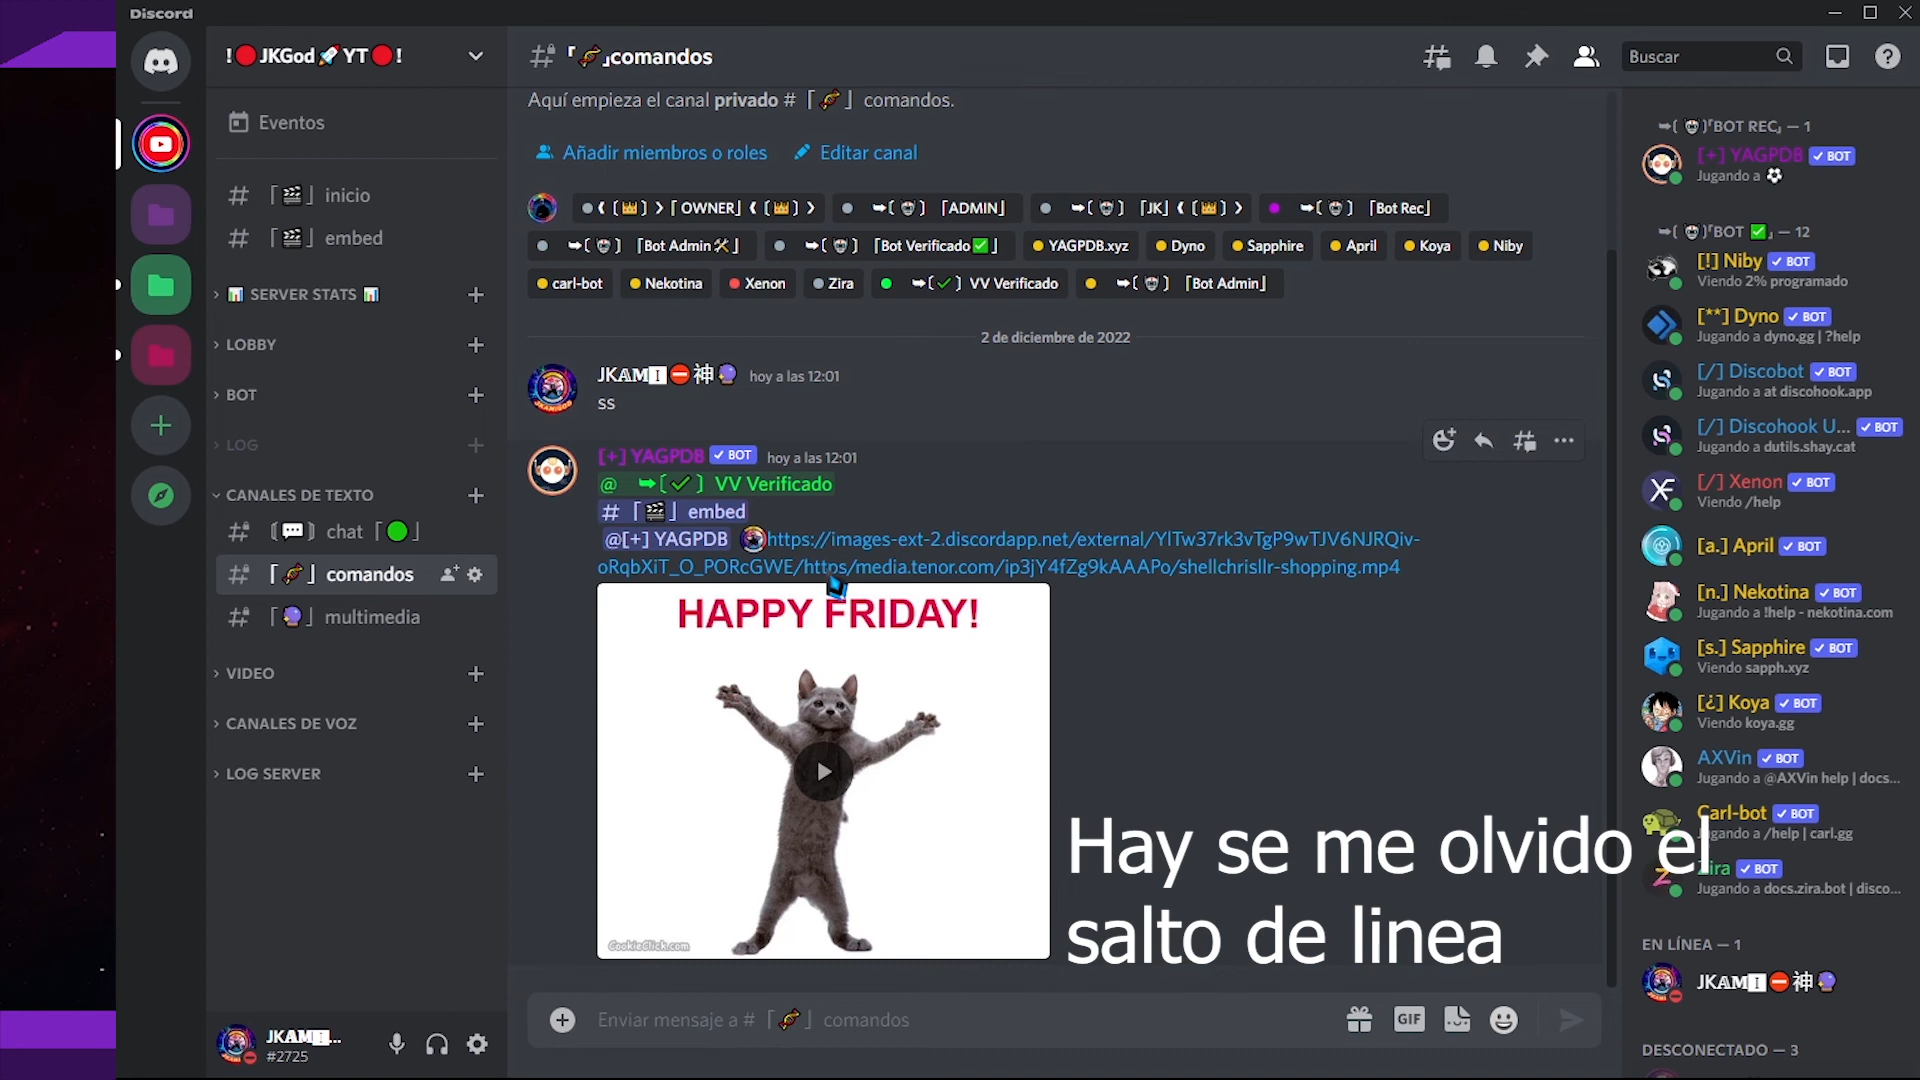 Discord
!🔴JKGod🚀YT🔴!
Eventos
「🎬」 inicio
「🎬」 embed
📊 SERVER STATS 📊
LOBBY
BOT
LOG
CANALES DE TEXTO
⟬💬⟭ chat「🟢」
「🧬」 comandos
「🔮」 multimedia
VIDEO
CANALES DE VOZ
LOG SERVER
JK𝔸𝕄🅸...
#2725
「🧬」comandos
Buscar
Aquí empieza el canal privado #「🧬」 comandos.
Añadir miembros o roles
Editar canal
❬ ❲👑❳ ❭「OWNER」❬ ❲👑❳ ❭
➥❲💀❳「ADMIN」
➥❲💀❳「JK」❬ ❲👑❳ ❭
➥❲💀❳「Bot Rec」
➥❲💀❳「Bot Admin🛠」
➥❲💀❳「Bot Verificado✅」
YAGPDB.xyz
Dyno
Sapphire
April
Koya
Niby
carl-bot
Nekotina
Xenon
Zira
➥❲✔❳ VV Verificado
➥❲💀❳「Bot Admin」
2 de diciembre de 2022
JK𝔸𝕄🅸⛔神🔮 hoy a las 12:01
ss
[+] YAGPDB ✓ BOT hoy a las 12:01
@ ➥❲✔❳ VV Verificado
#「🎬」 embed
@[+] YAGPDB https://images-ext-2.discordapp.net/external/YlTw37rk3vTgP9wTJV6NJRQiv-
oRqbXiT_O_PORcGWE/https/media.tenor.com/ip3jY4fZg9kAAAPo/shellchrisllr-shopping.mp4
HAPPY FRIDAY!
CookieClick.com
Hay se me olvido el
salto de linea
Enviar mensaje a #「🧬」 comandos
GIF
➥❲💀❳「BOT REC」 — 1
[+] YAGPDB ✓ BOT
Jugando a ⚽
➥❲💀❳「BOT ✅」 — 12
[!] Niby ✓ BOT
Viendo 2% programado
[**] Dyno ✓ BOT
Jugando a dyno.gg | ?help
[/] Discobot ✓ BOT
Jugando a at discohook.app
[/] Discohook U... ✓ BOT
Jugando a dutils.shay.cat
[/] Xenon ✓ BOT
Viendo /help
[a.] April ✓ BOT
[n.] Nekotina ✓ BOT
Jugando a !help - nekotina.com
[s.] Sapphire ✓ BOT
Viendo sapph.xyz
[¿] Koya ✓ BOT
Viendo koya.gg
AXVin ✓ BOT
Jugando a @AXVin help | docs...
Carl-bot ✓ BOT
Jugando a /help | carl.gg
Zira ✓ BOT
Jugando a docs.zira.bot | disco...
EN LÍNEA — 1
JK𝔸𝕄🅸⛔神🔮
DESCONECTADO — 3